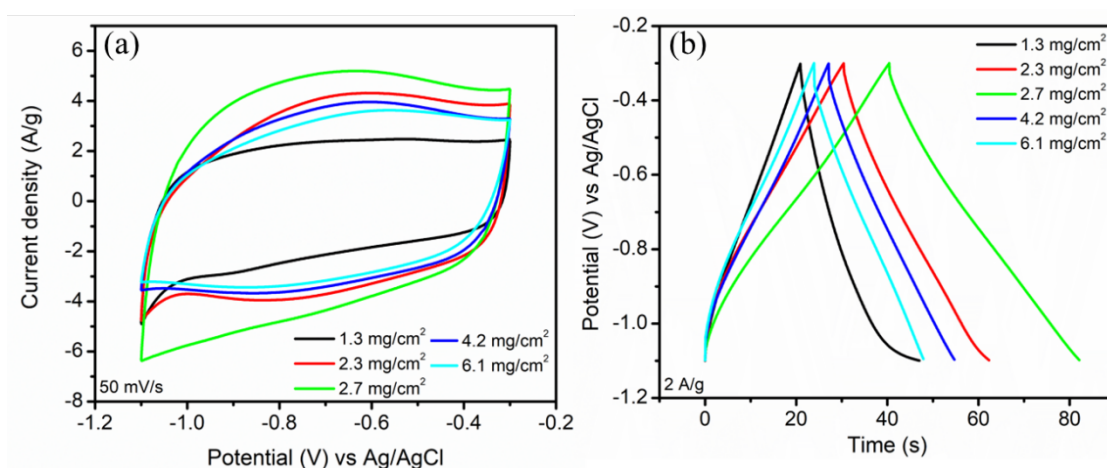 (a)
Current density (A/g)
6
4
2
0
-2
-4
-6
-8
1.3 mg/cm²
2.3 mg/cm²
2.7 mg/cm²
4.2 mg/cm²
6.1 mg/cm²
50 mV/s
-1.2 -1.0 -0.8 -0.6 -0.4 -0.2
Potential (V) vs Ag/AgCl
(b)
Potential (V) vs Ag/AgCl
-0.2
-0.4
-0.6
-0.8
-1.0
-1.2
1.3 mg/cm²
2.3 mg/cm²
2.7 mg/cm²
4.2 mg/cm²
6.1 mg/cm²
2 A/g
0 20 40 60 80
Time (s)